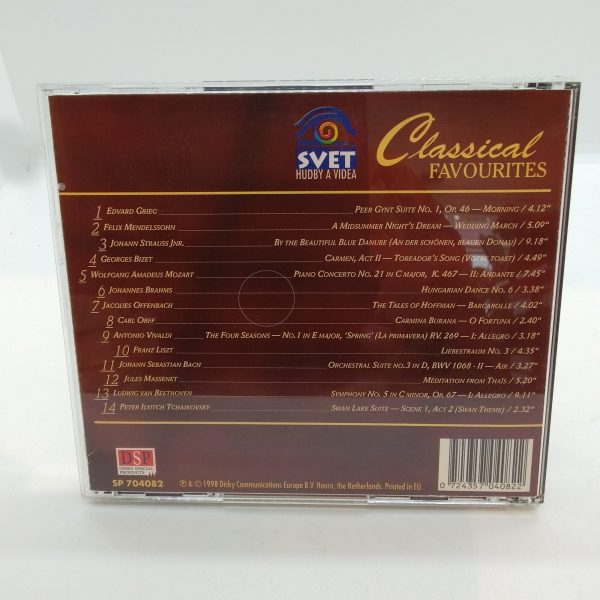 SVET
HUDBY A VIDEA
Classical
FAVOURITES
1 EDVARD GRIEG PEER GYNT SUITE NO. 1, OP. 46 — MORNING / 4.12"
2 FELIX MENDELSSOHN A MIDSUMMER NIGHT'S DREAM — WEDDING MARCH / 5.09"
3 JOHANN STRAUSS JNR. BY THE BEAUTIFUL BLUE DANUBE (AN DER SCHÖNEN, BLAUEN DONAU) / 9.18"
4 GEORGES BIZET CARMEN, ACT II — TOREADOR'S SONG (VOTRE TOAST) / 4.49"
5 WOLFGANG AMADEUS MOZART PIANO CONCERTO NO. 21 IN C MAJOR, K. 467 — II: ANDANTE / 7.45"
6 JOHANNES BRAHMS HUNGARIAN DANCE NO. 6 / 3.38"
7 JACQUES OFFENBACH THE TALES OF HOFFMAN — BARCAROLLE / 4.02"
8 CARL ORFF CARMINA BURANA — O FORTUNA / 2.40"
9 ANTONIO VIVALDI THE FOUR SEASONS — NO.1 IN E MAJOR, 'SPRING' (LA PRIMAVERA) RV. 269 — I: ALLEGRO / 3.18"
10 FRANZ LISZT LIEBESTRAUM NO. 3 / 4.35"
11 JOHANN SEBASTIAN BACH ORCHESTRAL SUITE NO.3 IN D, BWV 1068 - II — AIR / 3.27"
12 JULES MASSENET MEDITATION FROM THAÏS / 5.20"
13 LUDWIG VAN BEETHOVEN SYMPHONY NO. 5 IN C MINOR, OP. 67 — I: ALLEGRO / 9.11"
14 PETER ILYITCH TCHAIKOVSKY SWAN LAKE SUITE — SCENE 1, ACT 2 (SWAN THEME) / 2.32"
DSP
DISKY SPECIAL
PRODUCTS
SP 704082
℗ & © 1998 Disky Communications Europe B.V. Hoorn, the Netherlands. Printed in EU
0 724357 040822